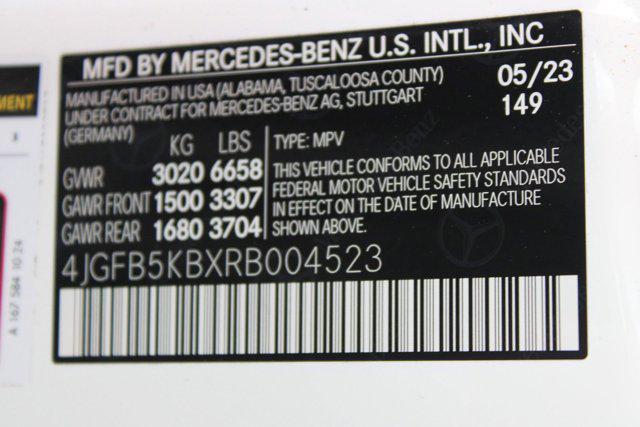 MFD BY MERCEDES-BENZ U.S. INTL., INC
MANUFACTURED IN USA (ALABAMA, TUSCALOOSA COUNTY)
UNDER CONTRACT FOR MERCEDES-BENZ AG, STUTTGART
(GERMANY)
05/23
149
KG LBS
GVWR 3020 6658
GAWR FRONT 1500 3307
GAWR REAR 1680 3704
TYPE: MPV
THIS VEHICLE CONFORMS TO ALL APPLICABLE
FEDERAL MOTOR VEHICLE SAFETY STANDARDS
IN EFFECT ON THE DATE OF MANUFACTURE
SHOWN ABOVE.
4JGFB5KBXRB004523
MENT
3
A 167 584 10 24